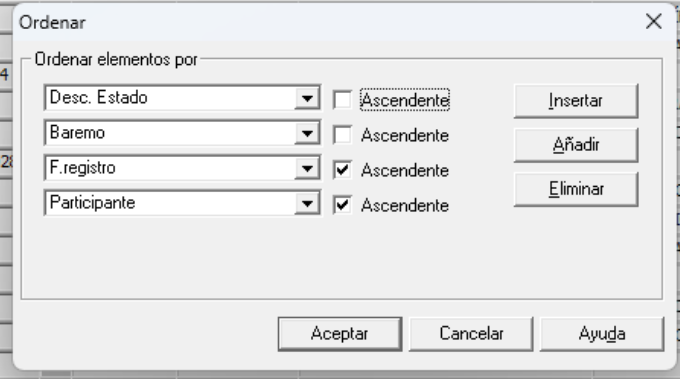 Ordenar
Ordenar elementos por
Desc. Estado Ascendente Insertar
Baremo Ascendente Añadir
F.registro Ascendente Eliminar
Participante Ascendente
Aceptar Cancelar Ayuda
4
28